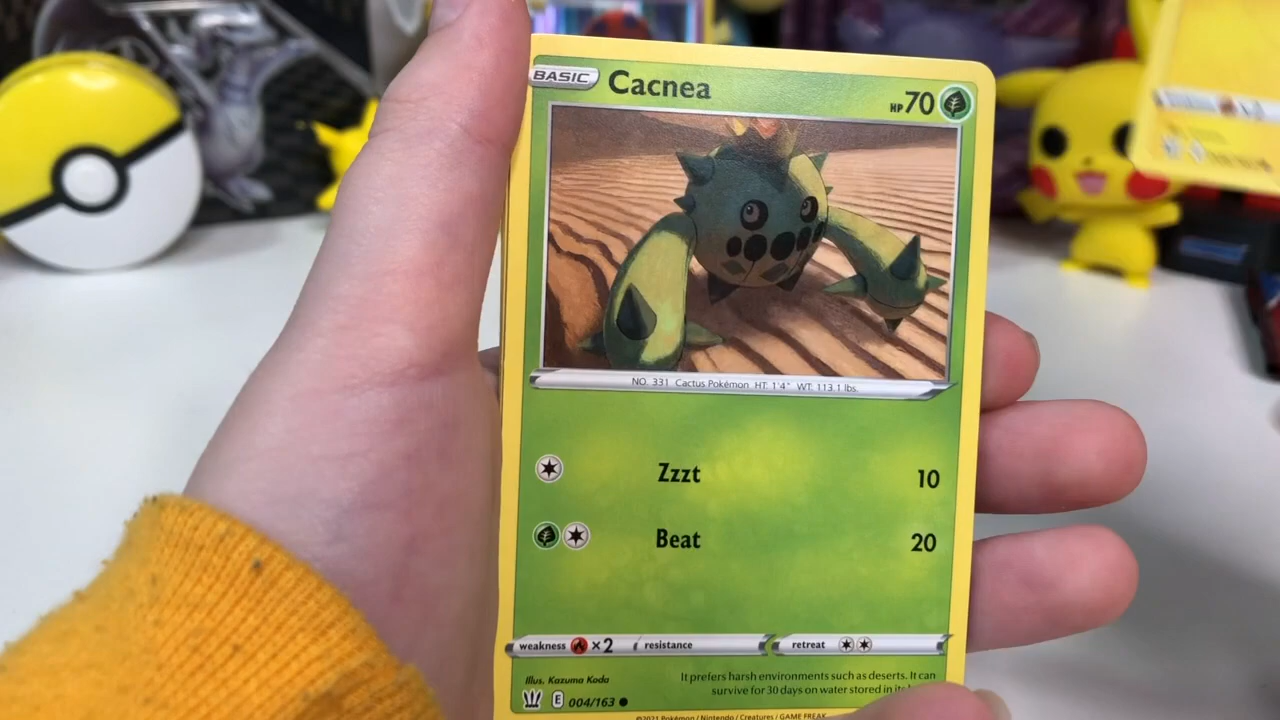 BASIC Cacnea HP 70
NO. 331 Cactus Pokémon HT: 1'4" WT: 113.1 lbs.
Zzzt 10
Beat 20
weakness ×2 resistance retreat
Illus. Kazuma Koda
It prefers harsh environments such as deserts. It can
survive for 30 days on water stored in its
E 004/163
©2021 Pokémon / Nintendo / Creatures / GAME FREAK